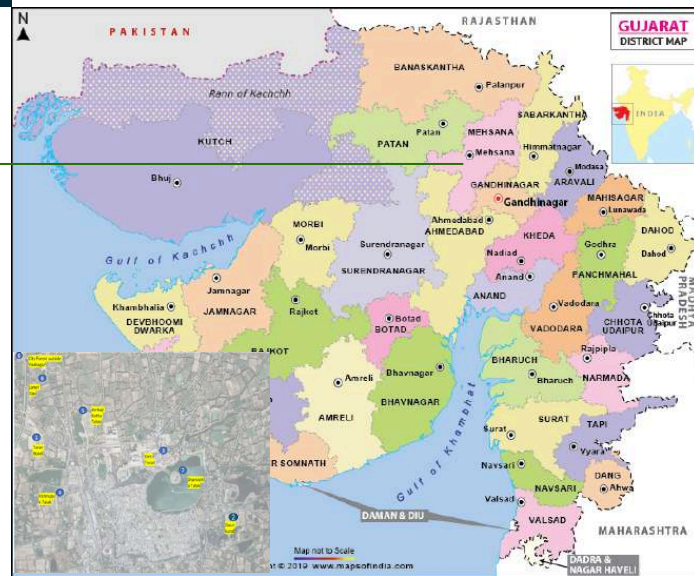 N
PAKISTAN
RAJASTHAN
GUJARAT
DISTRICT MAP
INDIA
BANASKANTHA
Palanpur
Rann of Kachchh
SABARKANTHA
Patan
PATAN
MEHSANA
Mehsana
Himmatnagar
KUTCH
Bhuj
Modasa
ARAVALI
GANDHINAGAR
Gandhinagar
MAHISAGAR
Lunawada
Ahmedabad
AHMEDABAD
MORBI
Morbi
Surendranagar
SURENDRANAGAR
KHEDA
Nadiad
DAHOD
Dahod
Godhra
PANCHMAHAL
Gulf of Kachchh
Anand
ANAND
MADHYA
PRADESH
Jamnagar
JAMNAGAR
Khambhalia
DEVBHOOMI
DWARKA
Rajkot
RAJKOT
Botad
BOTAD
Vadodara
VADODARA
Chhota
Udaipur
CHHOTA
UDAIPUR
Rajpipla
NARMADA
BHARUCH
Bharuch
Bhavnagar
BHAVNAGAR
Amreli
AMRELI
Gulf of Khambhat
SURAT
Surat
TAPI
Vyara
Navsari
NAVSARI
DANG
Ahwa
Valsad
VALSAD
R SOMNATH
DAMAN & DIU
MAHARASHTRA
DADRA &
NAGAR HAVELI
Map not to Scale
t © 2019 www.mapsofindia.com